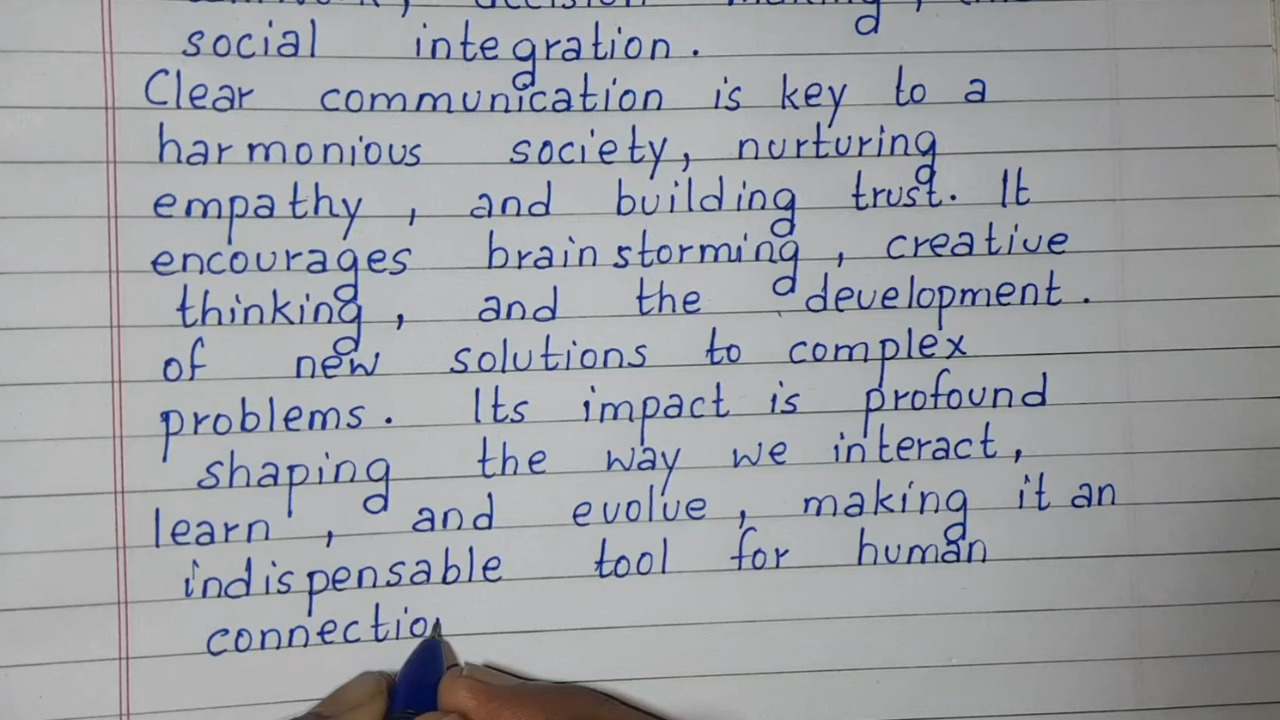 social integration.
Clear communication is key to a
harmonious society, nurturing
empathy, and building trust. It
encourages brainstorming, creative
thinking, and the development.
of new solutions to complex
problems. Its impact is profound
shaping the way we interact,
learn, and evolve, making it an
indispensable tool for human
connectio